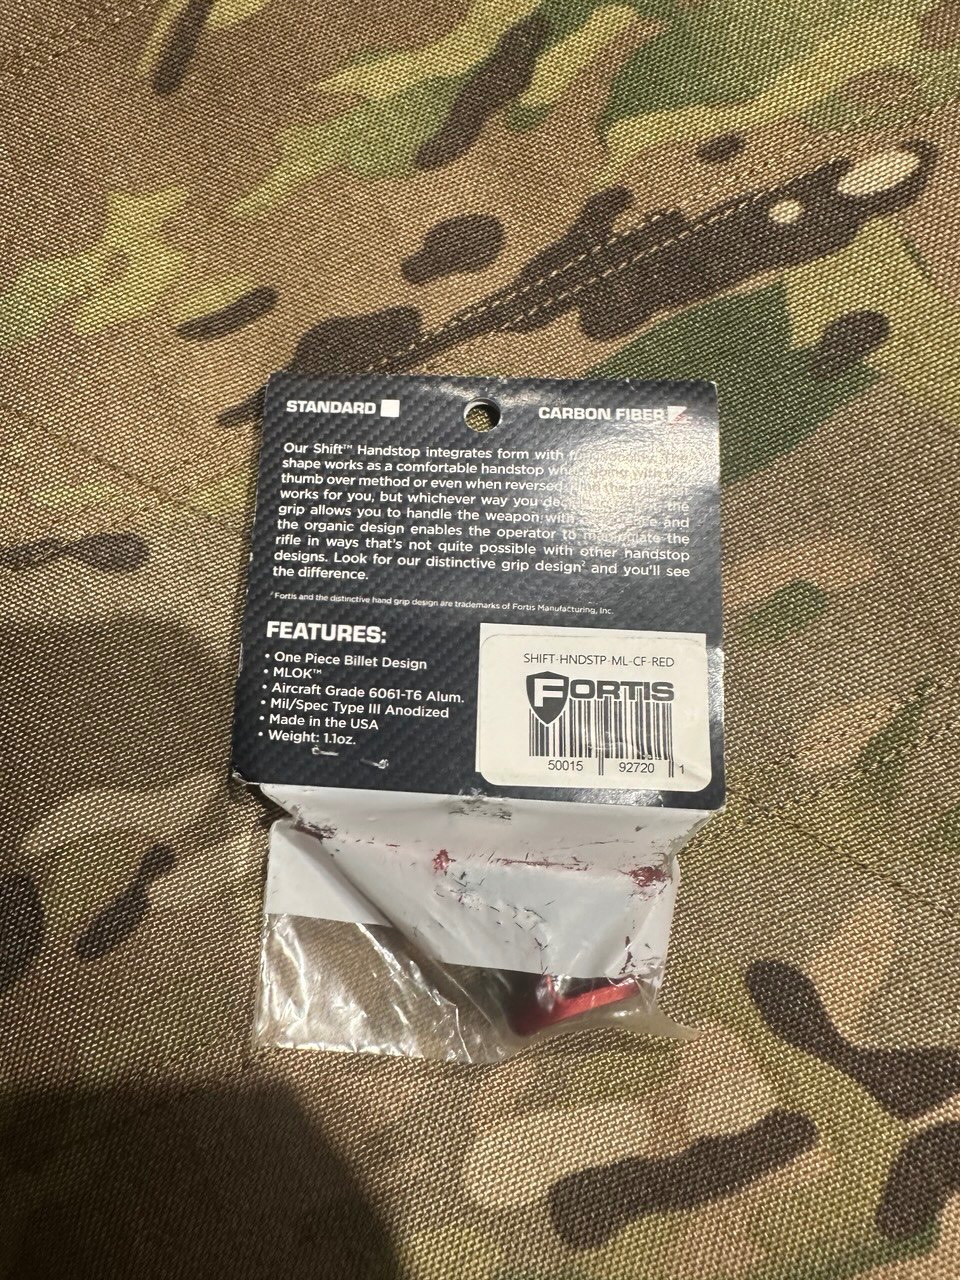 STANDARD
CARBON FIBER
Our Shift™ Handstop integrates form with
shape works as a comfortable handstop
thumb over method or even when reversed
works for you, but whichever way you the
grip allows you to handle the weapon with and
the organic design enables the operator to manipulate the
rifle in ways that's not quite possible with other handstop
designs. Look for our distinctive grip design² and you'll see
the difference.
² Fortis and the distinctive hand grip design are trademarks of Fortis Manufacturing, Inc.
FEATURES:
• One Piece Billet Design
• MLOK™
• Aircraft Grade 6061-T6 Alum.
• Mil/Spec Type III Anodized
• Made in the USA
• Weight: 1.1oz.
SHIFT-HNDSTP-ML-CF-RED
FORTIS
50015 92720 1